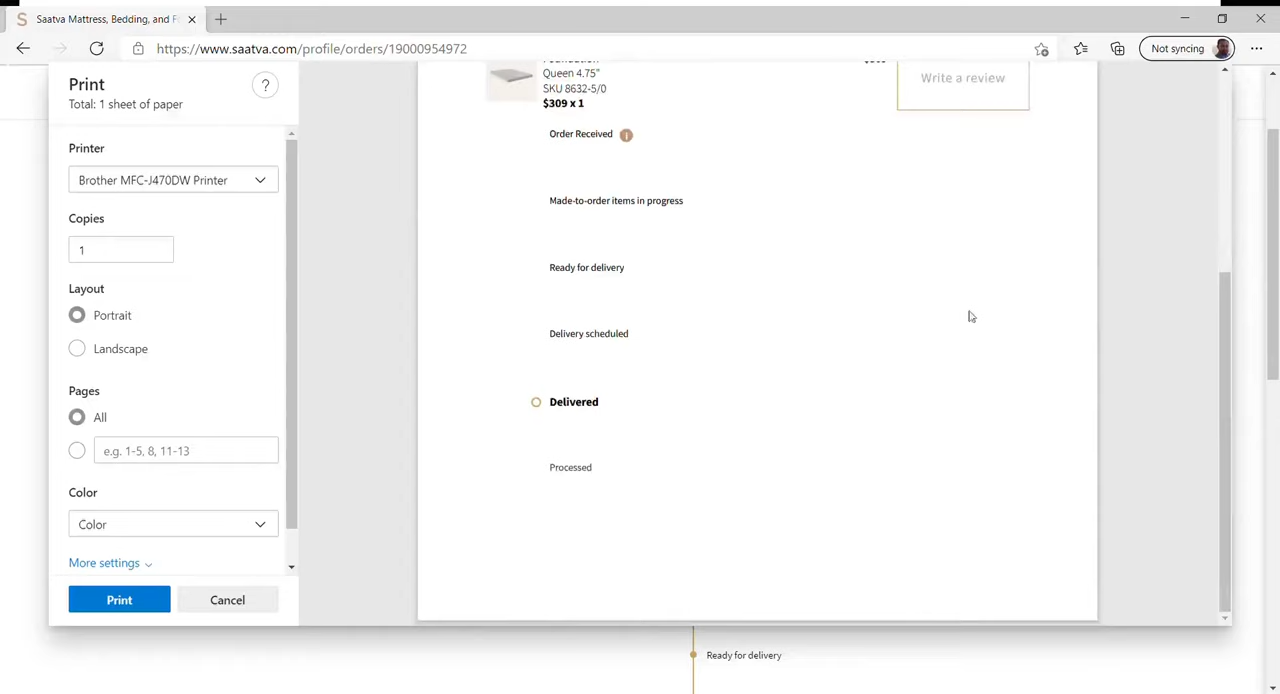 Saatva Mattress, Bedding, and F
https://www.saatva.com/profile/orders/19000954972
Not syncing
Print
Total: 1 sheet of paper
?
Printer
Brother MFC-J470DW Printer
Copies
1
Layout
Portrait
Landscape
Pages
All
e.g. 1-5, 8, 11-13
Color
Color
More settings
Print
Cancel
Foundation
Queen 4.75"
SKU 8632-5/0
$309 x 1
Write a review
Order Received
Made-to-order items in progress
Ready for delivery
Delivery scheduled
Delivered
Processed
Ready for delivery